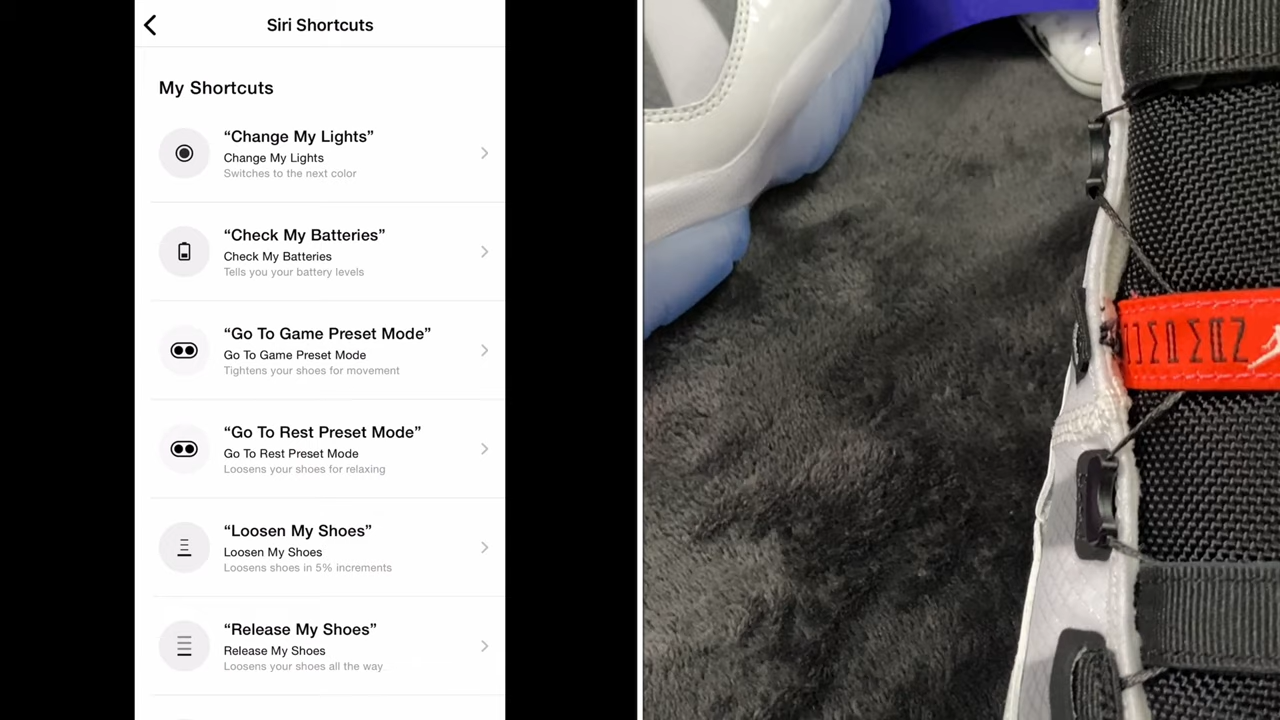 Siri Shortcuts
My Shortcuts
“Change My Lights”
Change My Lights
Switches to the next color
“Check My Batteries”
Check My Batteries
Tells you your battery levels
“Go To Game Preset Mode”
Go To Game Preset Mode
Tightens your shoes for movement
“Go To Rest Preset Mode”
Go To Rest Preset Mode
Loosens your shoes for relaxing
“Loosen My Shoes”
Loosen My Shoes
Loosens shoes in 5% increments
“Release My Shoes”
Release My Shoes
Loosens your shoes all the way